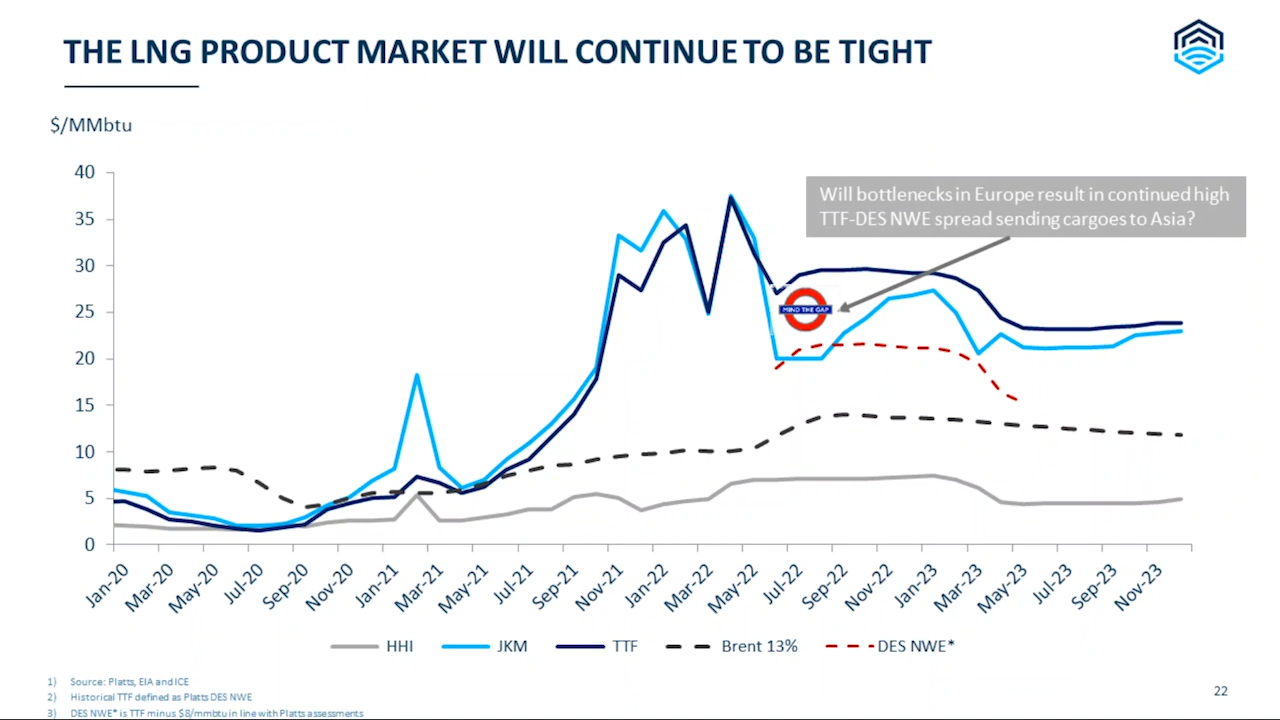 THE LNG PRODUCT MARKET WILL CONTINUE TO BE TIGHT
$/MMbtu
40
35
30
25
20
15
10
5
0
Will bottlenecks in Europe result in continued high
TTF-DES NWE spread sending cargoes to Asia?
MIND THE GAP
Jan-20
Mar-20
May-20
Jul-20
Sep-20
Nov-20
Jan-21
Mar-21
May-21
Jul-21
Sep-21
Nov-21
Jan-22
Mar-22
May-22
Jul-22
Sep-22
Nov-22
Jan-23
Mar-23
May-23
Jul-23
Sep-23
Nov-23
HHI JKM TTF Brent 13% DES NWE*
1) Source: Platts, EIA and ICE
2) Historical TTF defined as Platts DES NWE
3) DES NWE* is TTF minus $8/mmbtu in line with Platts assessments
22